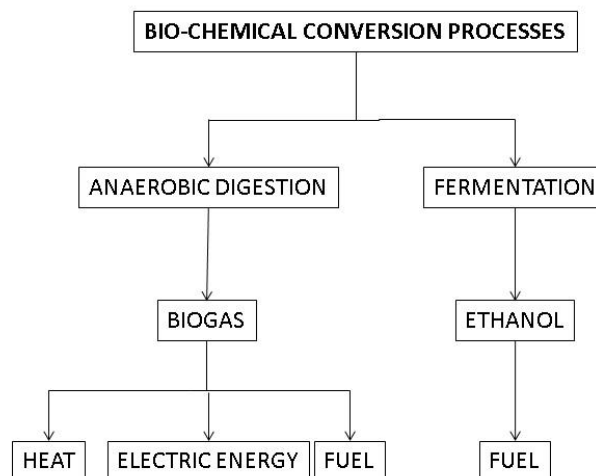 BIO-CHEMICAL CONVERSION PROCESSES
ANAEROBIC DIGESTION
FERMENTATION
BIOGAS
ETHANOL
HEAT
ELECTRIC ENERGY
FUEL
FUEL